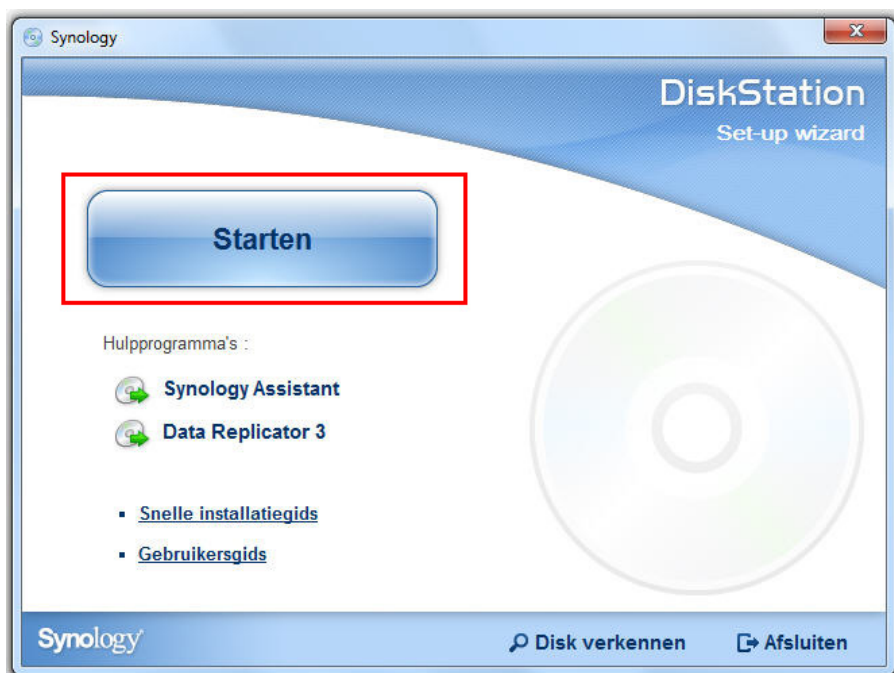 Synology
DiskStation
Set-up wizard
Starten
Hulpprogramma's :
Synology Assistant
Data Replicator 3
Snelle installatiegids
Gebruikersgids
Synology
Disk verkennen
Afsluiten